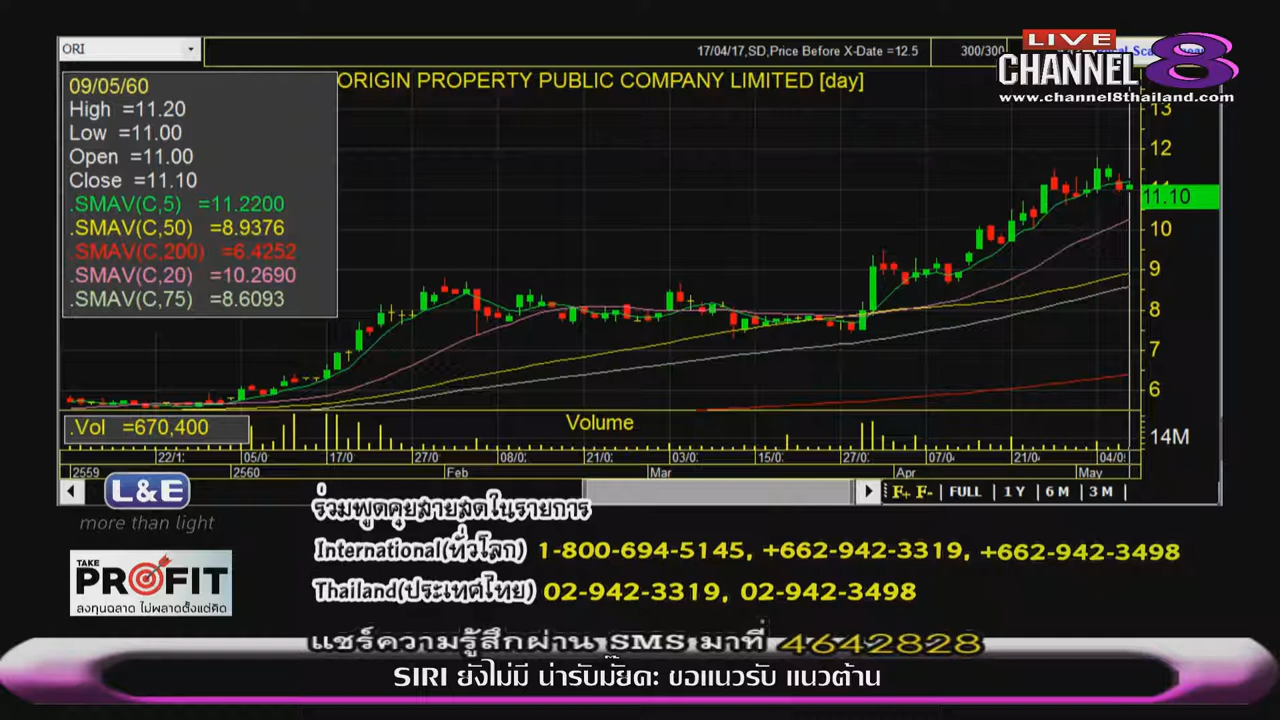 ORI
17/04/17,SD,Price Before X-Date =12.5
300/300
LIVE
CHANNEL 8
www.channel8thailand.com
ORIGIN PROPERTY PUBLIC COMPANY LIMITED [day]
09/05/60
High =11.20
Low =11.00
Open =11.00
Close =11.10
.SMAV(C,5) =11.2200
.SMAV(C,50) =8.9376
.SMAV(C,200) =6.4252
.SMAV(C,20) =10.2690
.SMAV(C,75) =8.6093
13
12
11
11.10
10
9
8
7
6
.Vol =670,400
Volume
14M
22/1: 05/0 17/0 27/0: 08/0: 21/0: 03/0: 15/0: 27/0: 07/0: 21/0 04/0
2559 2560 Feb Mar Apr May
F+ F- FULL 1 Y 6 M 3 M
L&E
more than light
0
ร่วมพูดคุยสายสดในรายการ
International(ทั่วโลก) 1-800-694-5145, +662-942-3319, +662-942-3498
TAKE
PROFIT
ลงทุนฉลาด ไม่พลาดตั้งแต่คิด
Thailand(ประเทศไทย) 02-942-3319, 02-942-3498
แชร์ความรู้สึกผ่าน SMS มาที่ 4642828
SIRI ยังไม่มี น่ารับมั๊ยคะ ขอแนวรับ แนวต้าน